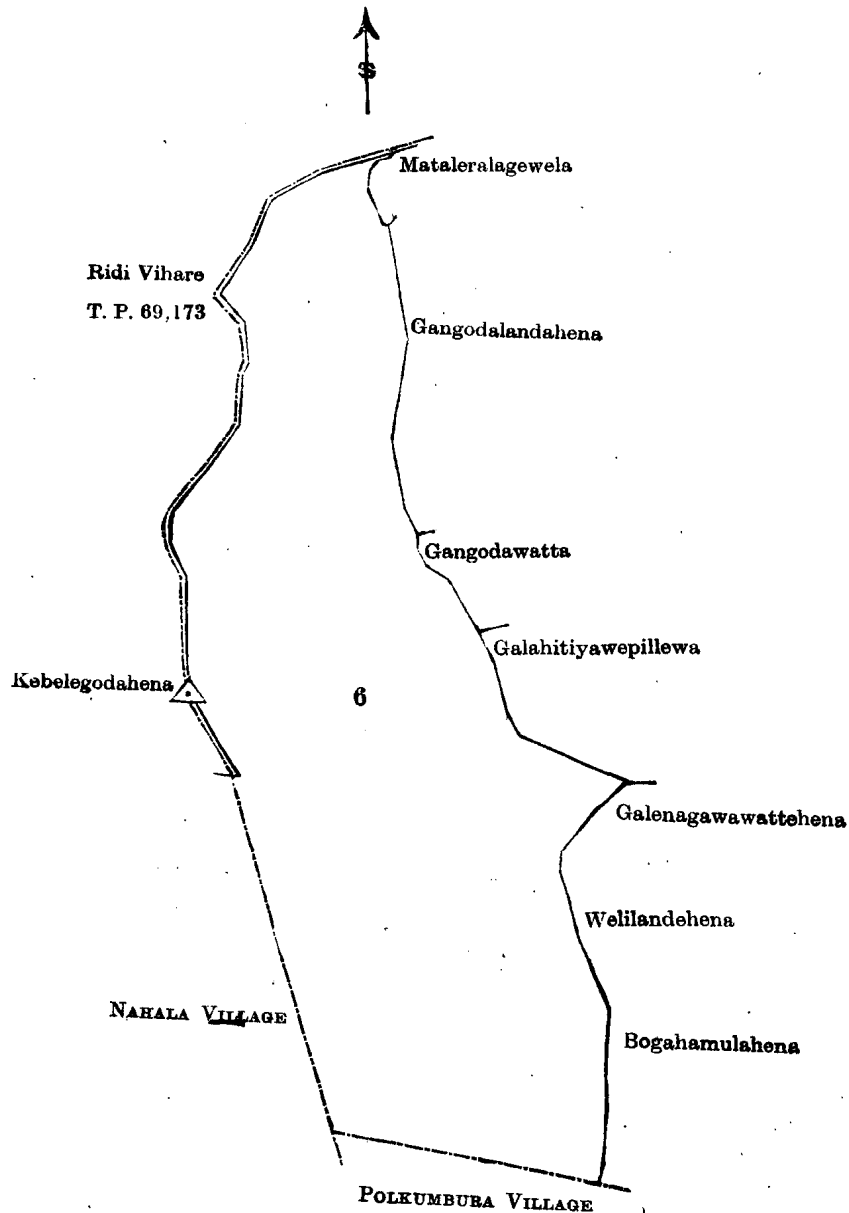 S
Mataleralagewela
Ridi Vihare
T. P. 69,173
Gangodalandahena
Gangodawatta
Galahitiyawepillewa
Kebelegodahena
6
Galenagawawattehena
Welilandehena
NAHALA VILLAGE
Bogahamulahena
POLKUMBURA VILLAGE